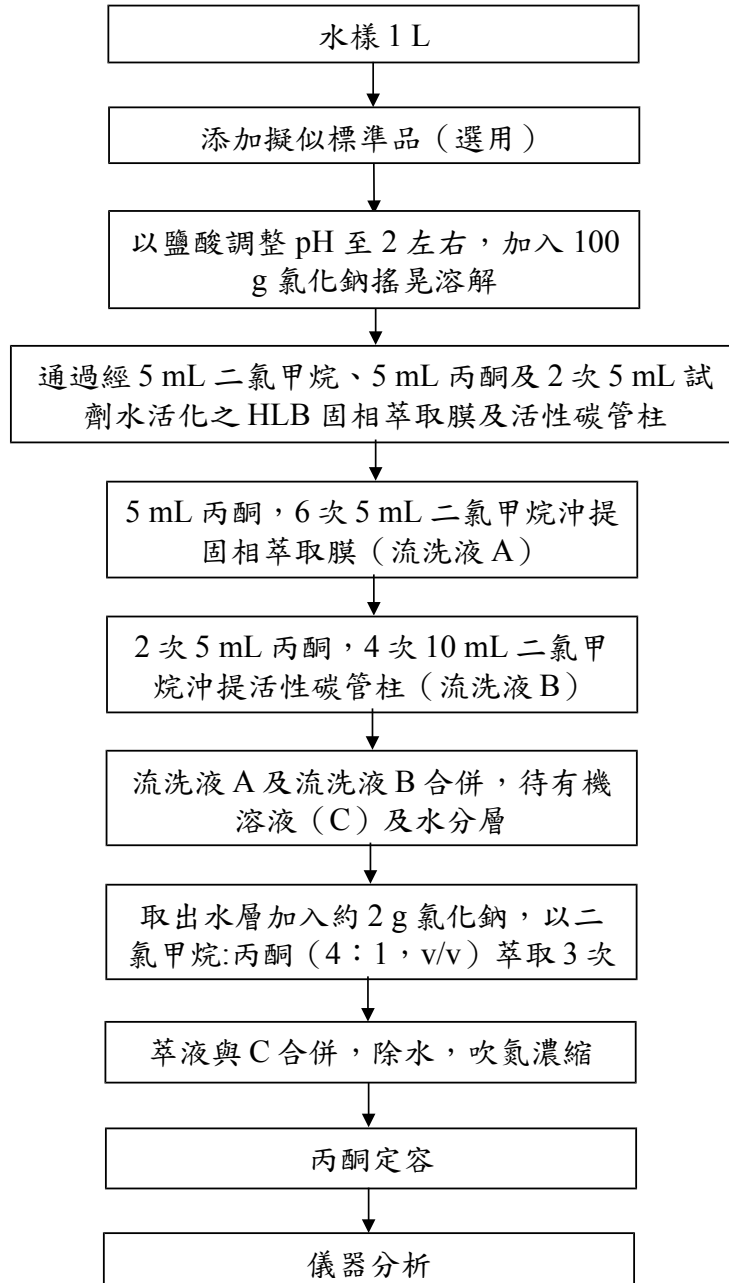 水樣 1 L
添加擬似標準品（選用）
以鹽酸調整 pH 至 2 左右，加入 100
g 氯化鈉搖晃溶解
通過經 5 mL 二氯甲烷、5 mL 丙酮及 2 次 5 mL 試
劑水活化之 HLB 固相萃取膜及活性碳管柱
5 mL 丙酮，6 次 5 mL 二氯甲烷沖提
固相萃取膜（流洗液 A）
2 次 5 mL 丙酮，4 次 10 mL 二氯甲
烷沖提活性碳管柱（流洗液 B）
流洗液 A 及流洗液 B 合併，待有機
溶液（C）及水分層
取出水層加入約 2 g 氯化鈉，以二
氯甲烷:丙酮（4：1，v/v）萃取 3 次
萃液與 C 合併，除水，吹氮濃縮
丙酮定容
儀器分析